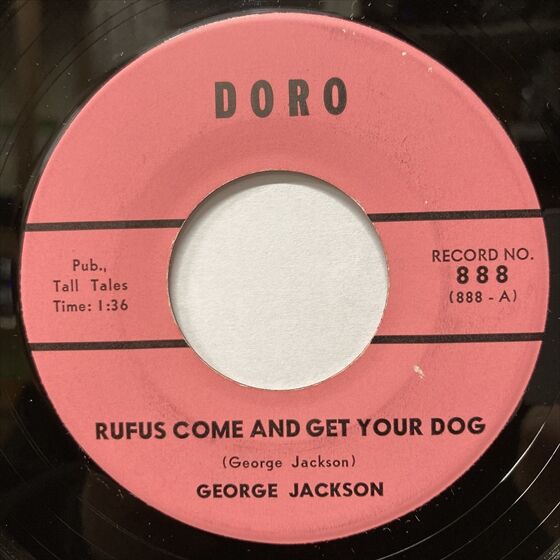 DORO
Pub.,
Tall Tales
Time: 1:36
RECORD NO.
888
(888 - A)
RUFUS COME AND GET YOUR DOG
(George Jackson)
GEORGE JACKSON